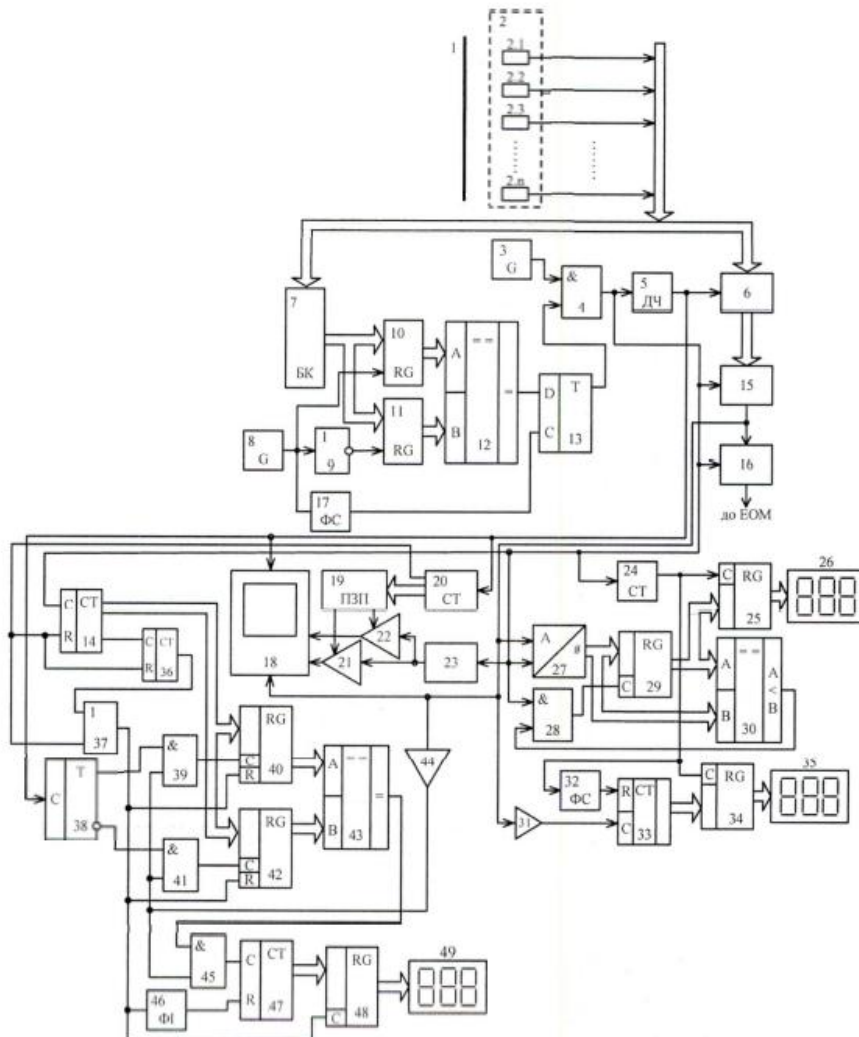 1
2
2.1
2.2
2.3
2.n
3
G
&
4
5
ДЧ
6
7
БК
8
G
1
9
10
RG
11
RG
A
B
==
=
12
D
C
T
13
15
16
до ЕОМ
17
ФС
C
R
CT
14
C
R
CT
36
18
19
ПЗП
20
CT
21
22
23
24
CT
C
RG
25
26
A
#
27
&
28
RG
C
29
A
B
==
A
<
B
30
1
37
C
T
38
&
39
RG
C
R
40
&
41
RG
C
R
42
A
B
==
=
43
44
31
32
ФС
R
CT
C
33
C
RG
34
35
&
45
46
ФІ
C
R
CT
47
RG
C
48
49